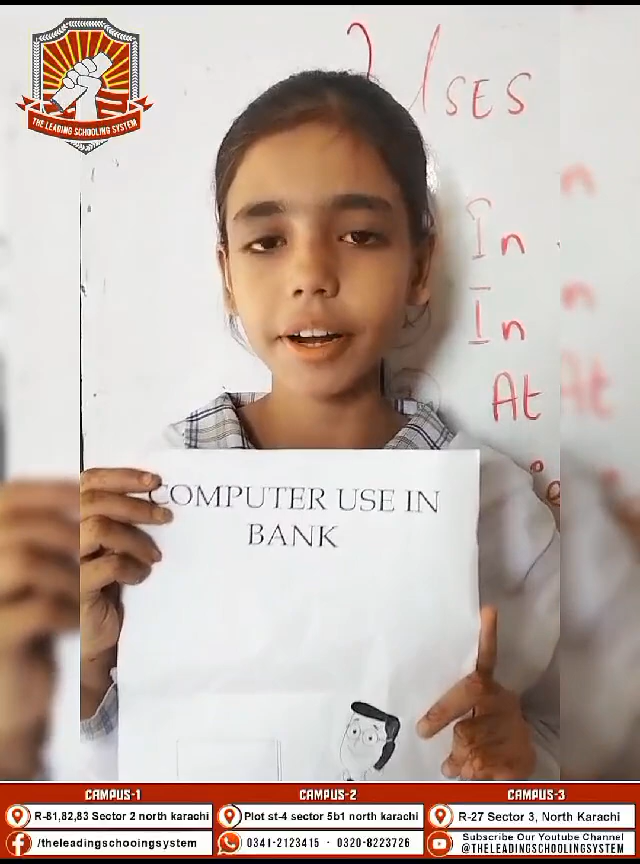 THE LEADING SCHOOLING SYSTEM
USES
In
In
At
COMPUTER USE IN
BANK
CAMPUS-1
R-81,82,83 Sector 2 north karachi
CAMPUS-2
Plot st-4 sector 5b1 north karachi
CAMPUS-3
R-27 Sector 3, North Karachi
/theleadingschooingsystem
0341-2123415 - 0320-8223726
Subscribe Our Youtube Channel
@THELEADINGSCHOOLINGSYSTEM